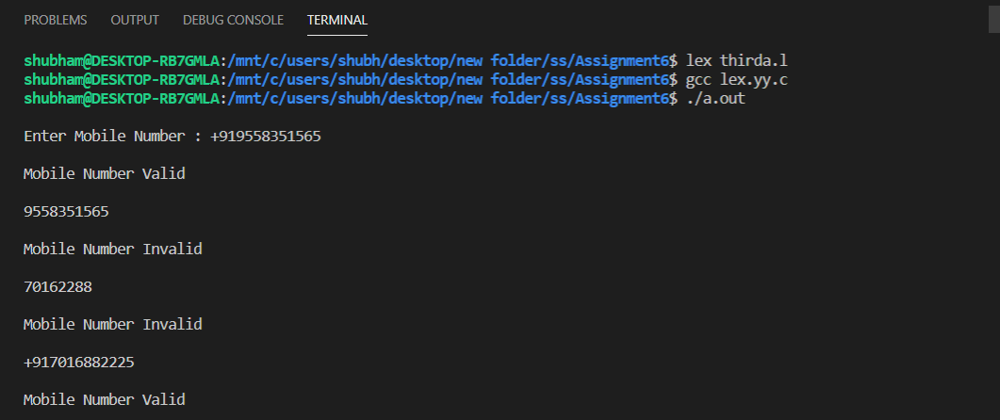 PROBLEMS OUTPUT DEBUG CONSOLE TERMINAL
shubham@DESKTOP-RB7GMLA:/mnt/c/users/shubh/desktop/new folder/ss/Assignment6$ lex thirda.l
shubham@DESKTOP-RB7GMLA:/mnt/c/users/shubh/desktop/new folder/ss/Assignment6$ gcc lex.yy.c
shubham@DESKTOP-RB7GMLA:/mnt/c/users/shubh/desktop/new folder/ss/Assignment6$ ./a.out
Enter Mobile Number : +919558351565
Mobile Number Valid
9558351565
Mobile Number Invalid
70162288
Mobile Number Invalid
+917016882225
Mobile Number Valid